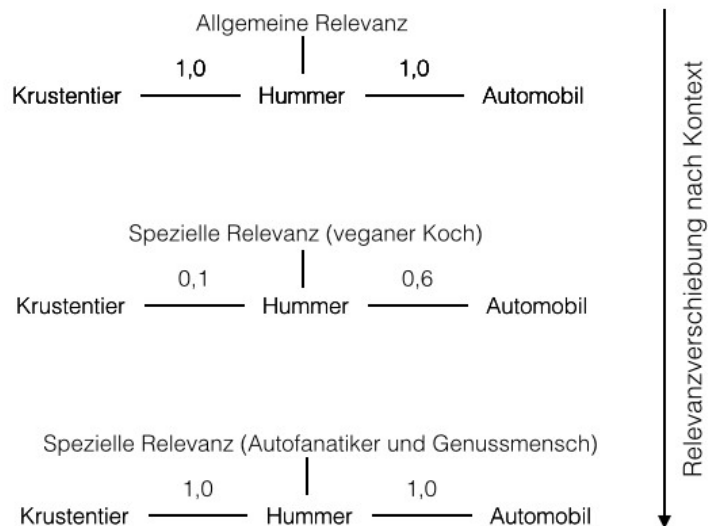 Allgemeine Relevanz
1,0 1,0
Krustentier Hummer Automobil
Spezielle Relevanz (veganer Koch)
0,1 0,6
Krustentier Hummer Automobil
Spezielle Relevanz (Autofanatiker und Genussmensch)
1,0 1,0
Krustentier Hummer Automobil
Relevanzverschiebung nach Kontext